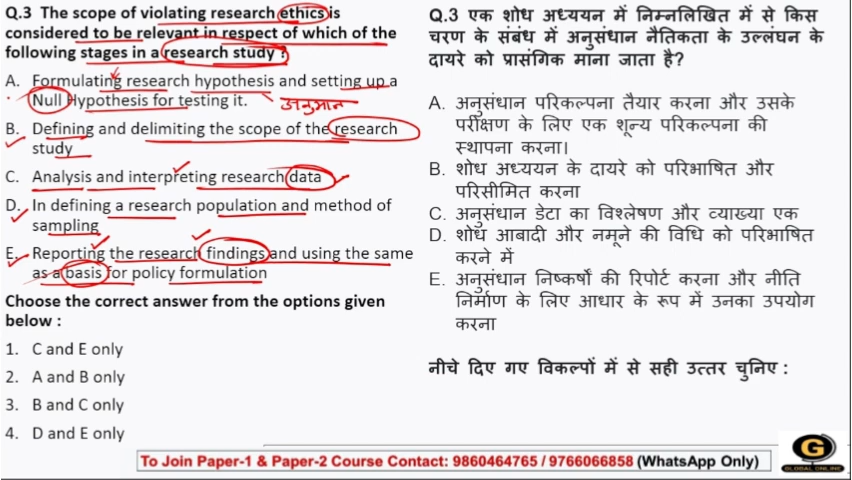 Q.3 The scope of violating research ethics is
considered to be relevant in respect of which of the
following stages in a research study ?
A. Formulating research hypothesis and setting up a
Null Hypothesis for testing it.
अनुमान
B. Defining and delimiting the scope of the research
study
C. Analysis and interpreting research data
D. In defining a research population and method of
sampling
E. Reporting the research findings and using the same
as a basis for policy formulation
Choose the correct answer from the options given
below :
1. C and E only
2. A and B only
3. B and C only
4. D and E only
Q.3 एक शोध अध्ययन में निम्नलिखित में से किस
चरण के संबंध में अनुसंधान नैतिकता के उल्लंघन के
दायरे को प्रासंगिक माना जाता है?
A. अनुसंधान परिकल्पना तैयार करना और उसके
परीक्षण के लिए एक शून्य परिकल्पना की
स्थापना करना।
B. शोध अध्ययन के दायरे को परिभाषित और
परिसीमित करना
C. अनुसंधान डेटा का विश्लेषण और व्याख्या एक
D. शोध आबादी और नमूने की विधि को परिभाषित
करने में
E. अनुसंधान निष्कर्षों की रिपोर्ट करना और नीति
निर्माण के लिए आधार के रूप में उनका उपयोग
करना
नीचे दिए गए विकल्पों में से सही उत्तर चुनिए :
To Join Paper-1 & Paper-2 Course Contact: 9860464765 / 9766066858 (WhatsApp Only)
G
GLOBAL ONLINE